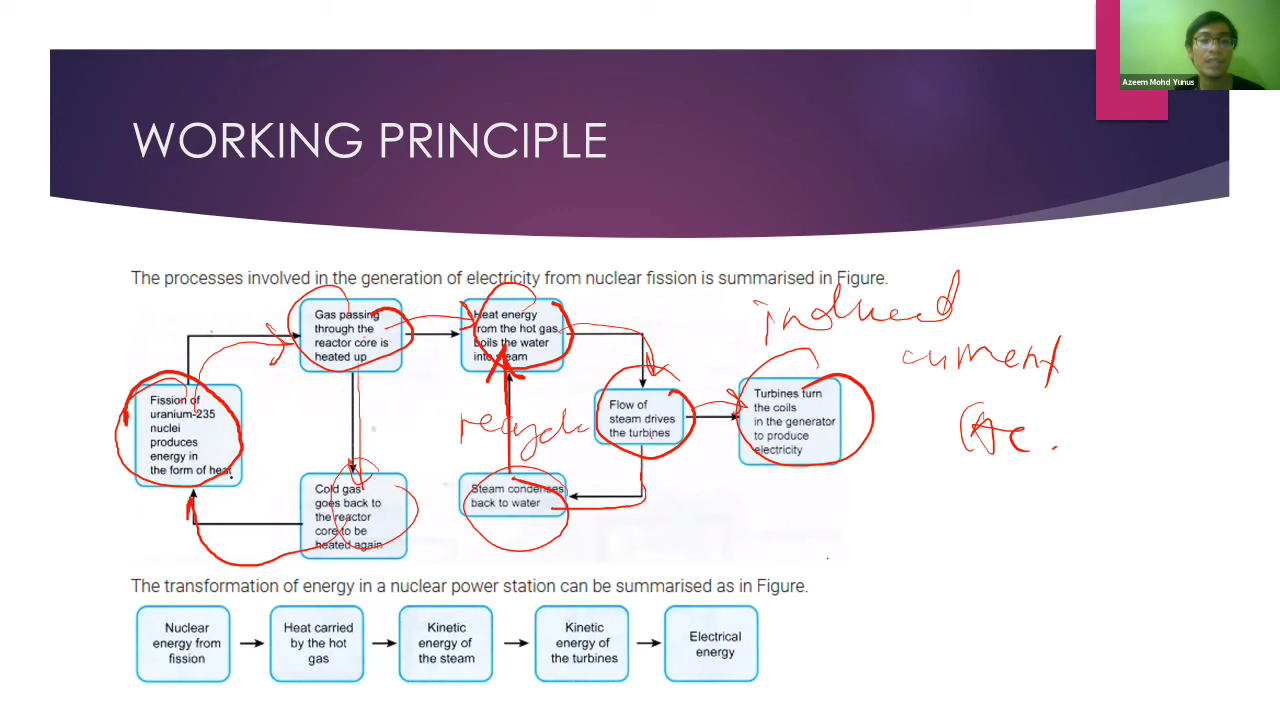 Azeem Mohd Yunus
WORKING PRINCIPLE
The processes involved in the generation of electricity from nuclear fission is summarised in Figure.
Fission of
uranium-235
nuclei
produces
energy in
the form of heat
Gas passing
through the
reactor core is
heated up
Cold gas
goes back to
the reactor
core to be
heated again
Heat energy
from the hot gas
boils the water
into steam
Steam condenses
back to water
recycle
Flow of
steam drives
the turbines
Turbines turn
the coils
in the generator
to produce
electricity
induced
current
The transformation of energy in a nuclear power station can be summarised as in Figure.
Nuclear
energy from
fission
Heat carried
by the hot
gas
Kinetic
energy of
the steam
Kinetic
energy of
the turbines
Electrical
energy